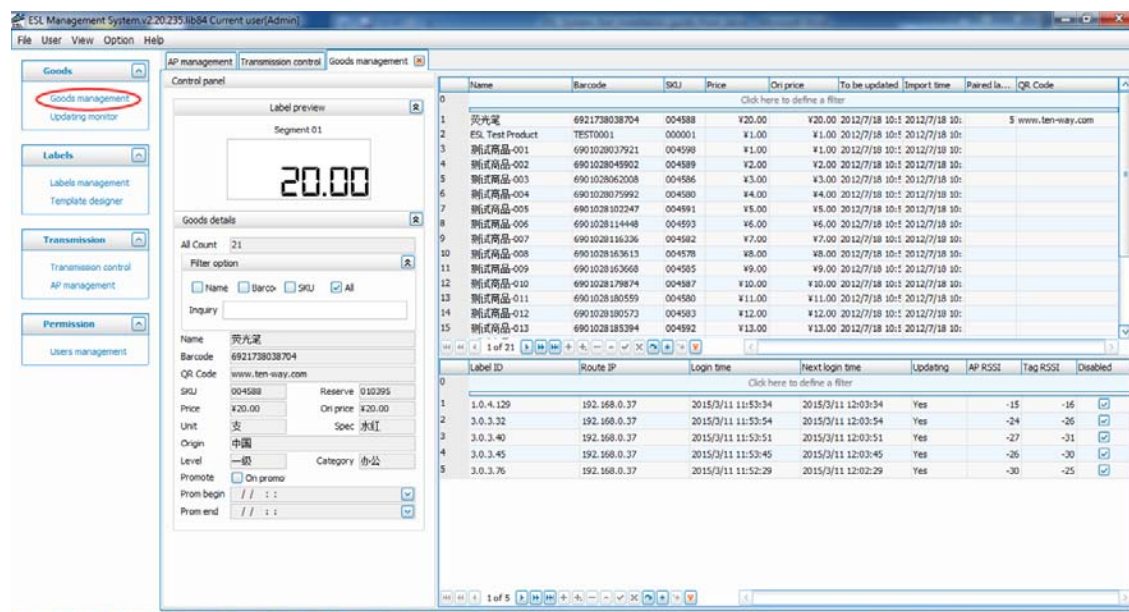 ESL Management System.v2.20.235.lib84 Current user[Admin]
File User View Option Help
Goods
Goods management
Updating monitor
Labels
Labels management
Template designer
Transmission
Transmission control
AP management
Permission
Users management
AP management Transmission control Goods management
Control panel
Label preview
Segment 01
20.00
Goods details
All Count 21
Filter option
Name Barco SKU All
Inquiry
Name 荧光笔
Barcode 6921738038704
QR Code www.ten-way.com
SKU 004588 Reserve 010395
Price ¥20.00 Ori price ¥20.00
Unit 支 Spec 水红
Origin 中国
Level 一级 Category 办公
Promote On promo
Prom begin / / : :
Prom end / / : :
Name Barcode SKU Price Ori price To be updated Import time Paired la... QR Code
0 Click here to define a filter
1 荧光笔 6921738038704 004588 ¥20.00 ¥20.00 2012/7/18 10:5 2012/7/18 10: 5 www.ten-way.com
2 ESL Test Product TEST0001 000001 ¥1.00 ¥1.00 2012/7/18 10:5 2012/7/18 10:
3 测试商品-001 6901028037921 004598 ¥1.00 ¥1.00 2012/7/18 10:5 2012/7/18 10:
4 测试商品-002 6901028045902 004589 ¥2.00 ¥2.00 2012/7/18 10:5 2012/7/18 10:
5 测试商品-003 6901028062008 004586 ¥3.00 ¥3.00 2012/7/18 10:5 2012/7/18 10:
6 测试商品-004 6901028075992 004580 ¥4.00 ¥4.00 2012/7/18 10:5 2012/7/18 10:
7 测试商品-005 6901028102247 004591 ¥5.00 ¥5.00 2012/7/18 10:5 2012/7/18 10:
8 测试商品-006 6901028114448 004593 ¥6.00 ¥6.00 2012/7/18 10:5 2012/7/18 10:
9 测试商品-007 6901028116336 004582 ¥7.00 ¥7.00 2012/7/18 10:5 2012/7/18 10:
10 测试商品-008 6901028163613 004578 ¥8.00 ¥8.00 2012/7/18 10:5 2012/7/18 10:
11 测试商品-009 6901028163668 004585 ¥9.00 ¥9.00 2012/7/18 10:5 2012/7/18 10:
12 测试商品-010 6901028179874 004587 ¥10.00 ¥10.00 2012/7/18 10:5 2012/7/18 10:
13 测试商品-011 6901028180559 004580 ¥11.00 ¥11.00 2012/7/18 10:5 2012/7/18 10:
14 测试商品-012 6901028180573 004583 ¥12.00 ¥12.00 2012/7/18 10:5 2012/7/18 10:
15 测试商品-013 6901028185394 004592 ¥13.00 ¥13.00 2012/7/18 10:5 2012/7/18 10:
1 of 21
Label ID Route IP Login time Next login time Updating AP RSSI Tag RSSI Disabled
0 Click here to define a filter
1 1.0.4.129 192.168.0.37 2015/3/11 11:53:34 2015/3/11 12:03:34 Yes -15 -16
2 3.0.3.32 192.168.0.37 2015/3/11 11:53:54 2015/3/11 12:03:54 Yes -24 -26
3 3.0.3.40 192.168.0.37 2015/3/11 11:53:51 2015/3/11 12:03:51 Yes -27 -31
4 3.0.3.45 192.168.0.37 2015/3/11 11:53:45 2015/3/11 12:03:45 Yes -26 -30
5 3.0.3.76 192.168.0.37 2015/3/11 11:52:29 2015/3/11 12:02:29 Yes -30 -25
1 of 5